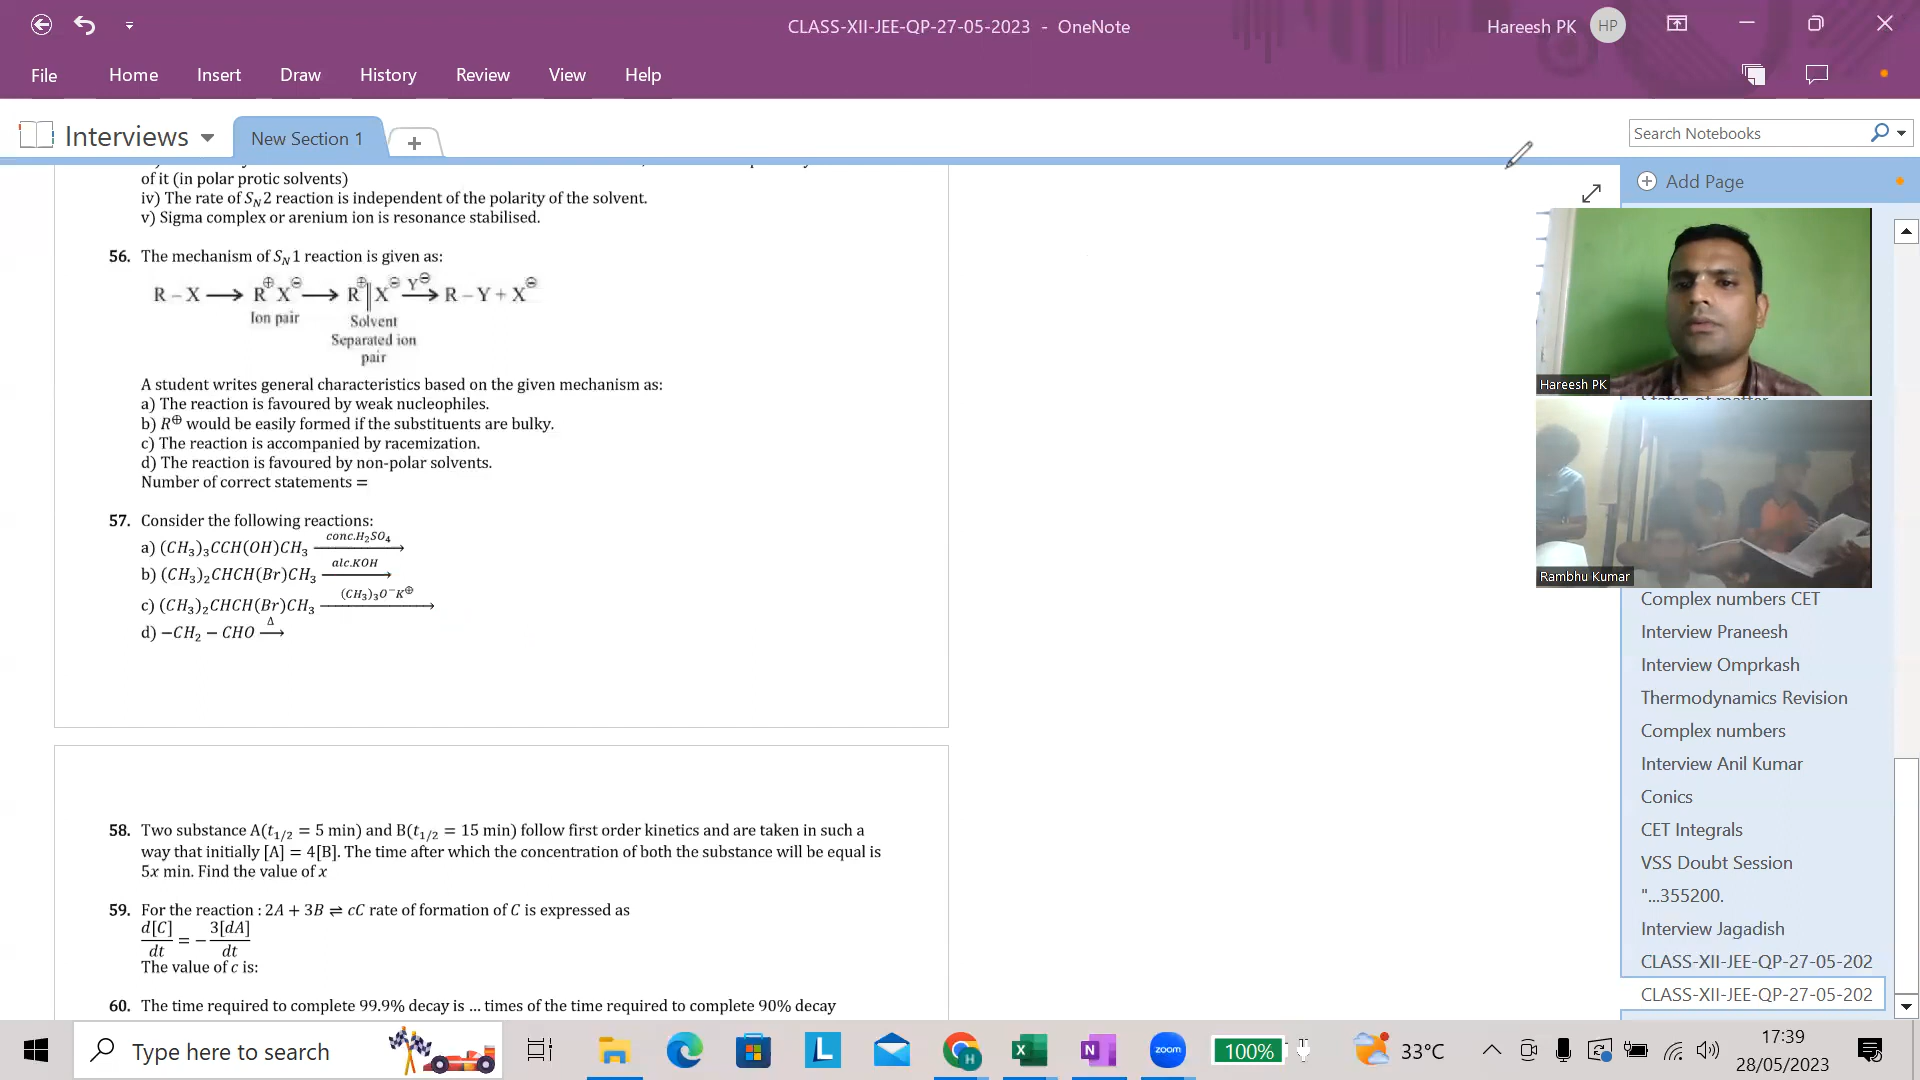 CLASS-XII-JEE-QP-27-05-2023 - OneNote
Hareesh PK
HP
File Home Insert Draw History Review View Help
Interviews
New Section 1
+
Search Notebooks
Add Page
of it (in polar protic solvents)
iv) The rate of S_N2 reaction is independent of the polarity of the solvent.
v) Sigma complex or arenium ion is resonance stabilised.
56. The mechanism of S_N1 reaction is given as:
R – X ⟶ R⊕ X⊖ ⟶ R⊕ || X⊖ Y⊖ ⟶ R – Y + X⊖
Ion pair
Solvent
Separated ion
pair
A student writes general characteristics based on the given mechanism as:
a) The reaction is favoured by weak nucleophiles.
b) R⊕ would be easily formed if the substituents are bulky.
c) The reaction is accompanied by racemization.
d) The reaction is favoured by non-polar solvents.
Number of correct statements =
57. Consider the following reactions:
a) (CH₃)₃CCH(OH)CH₃ conc.H₂SO₄ ⟶
b) (CH₃)₂CHCH(Br)CH₃ alc.KOH ⟶
c) (CH₃)₂CHCH(Br)CH₃ (CH₃)₃O⁻K⊕ ⟶
d) −CH₂ − CHO Δ ⟶
58. Two substance A(t₁/₂ = 5 min) and B(t₁/₂ = 15 min) follow first order kinetics and are taken in such a
way that initially [A] = 4[B]. The time after which the concentration of both the substance will be equal is
5x min. Find the value of x
59. For the reaction : 2A + 3B ⇌ cC rate of formation of C is expressed as
d[C]/dt = − 3[dA]/dt
The value of c is:
60. The time required to complete 99.9% decay is ... times of the time required to complete 90% decay
Hareesh PK
Rambhu Kumar
Complex numbers CET
Interview Praneesh
Interview Omprkash
Thermodynamics Revision
Complex numbers
Interview Anil Kumar
Conics
CET Integrals
VSS Doubt Session
"...355200.
Interview Jagadish
CLASS-XII-JEE-QP-27-05-202
CLASS-XII-JEE-QP-27-05-202
Type here to search
L
H
X
N
zoom
100%
33°C
17:39
28/05/2023